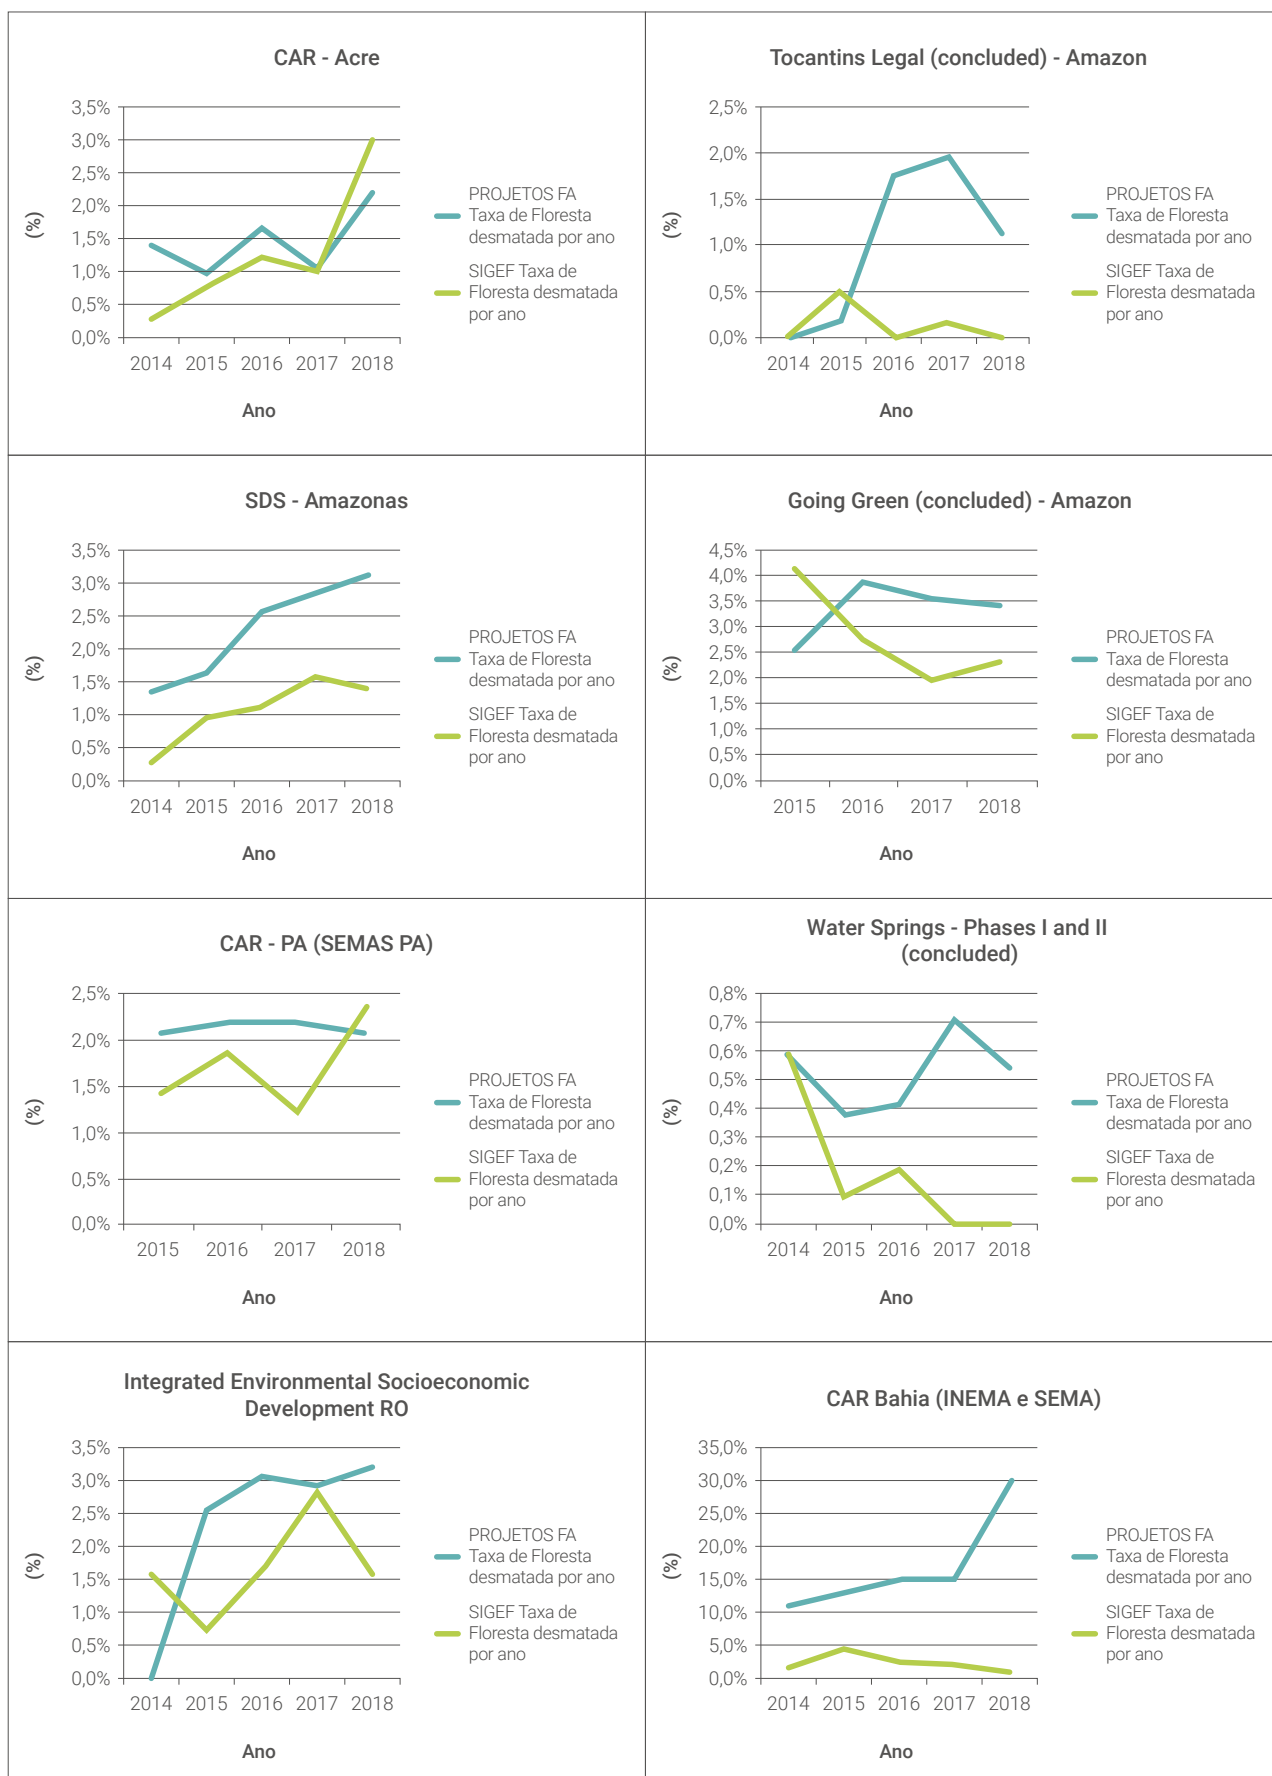 CAR - Acre
3,5%
3,0%
2,5%
2,0%
1,5%
1,0%
0,5%
0,0%
(%)
2014 2015 2016 2017 2018
Ano
PROJETOS FA
Taxa de Floresta
desmatada por ano
SIGEF Taxa de
Floresta desmatada
por ano
Tocantins Legal (concluded) - Amazon
2,5%
2,0%
1,5%
1,0%
0,5%
0,0%
(%)
2014 2015 2016 2017 2018
Ano
PROJETOS FA
Taxa de Floresta
desmatada por ano
SIGEF Taxa de
Floresta desmatada
por ano
SDS - Amazonas
3,5%
3,0%
2,5%
2,0%
1,5%
1,0%
0,5%
0,0%
(%)
2014 2015 2016 2017 2018
Ano
PROJETOS FA
Taxa de Floresta
desmatada por ano
SIGEF Taxa de
Floresta desmatada
por ano
Going Green (concluded) - Amazon
4,5%
4,0%
3,5%
3,0%
2,5%
2,0%
1,5%
1,0%
0,5%
0,0%
(%)
2015 2016 2017 2018
Ano
PROJETOS FA
Taxa de Floresta
desmatada por ano
SIGEF Taxa de
Floresta desmatada
por ano
CAR - PA (SEMAS PA)
2,5%
2,0%
1,5%
1,0%
0,5%
0,0%
(%)
2015 2016 2017 2018
Ano
PROJETOS FA
Taxa de Floresta
desmatada por ano
SIGEF Taxa de
Floresta desmatada
por ano
Water Springs - Phases I and II
(concluded)
0,8%
0,7%
0,6%
0,5%
0,4%
0,3%
0,2%
0,1%
0,0%
(%)
2014 2015 2016 2017 2018
Ano
PROJETOS FA
Taxa de Floresta
desmatada por ano
SIGEF Taxa de
Floresta desmatada
por ano
Integrated Environmental Socioeconomic
Development RO
3,5%
3,0%
2,5%
2,0%
1,5%
1,0%
0,5%
0,0%
(%)
2014 2015 2016 2017 2018
Ano
PROJETOS FA
Taxa de Floresta
desmatada por ano
SIGEF Taxa de
Floresta desmatada
por ano
CAR Bahia (INEMA e SEMA)
35,0%
30,0%
25,0%
20,0%
15,0%
10,0%
5,0%
0,0%
(%)
2014 2015 2016 2017 2018
Ano
PROJETOS FA
Taxa de Floresta
desmatada por ano
SIGEF Taxa de
Floresta desmatada
por ano